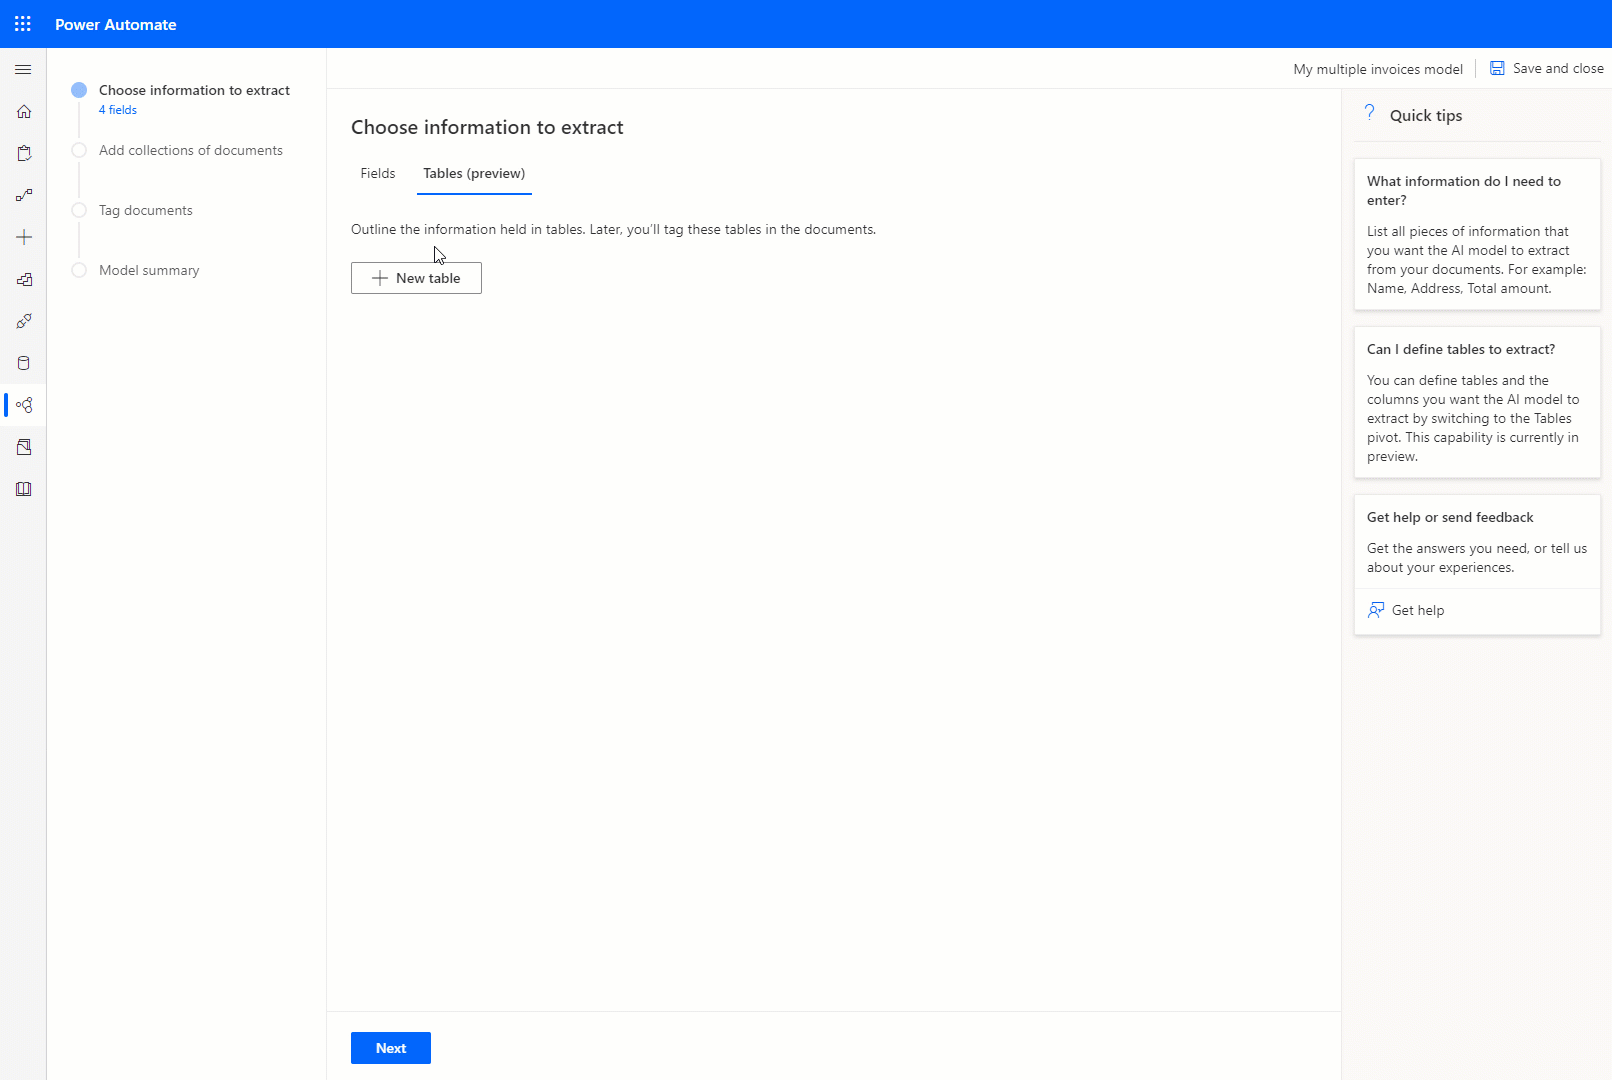 Power Automate
Choose information to extract
4 fields
Add collections of documents
Tag documents
Model summary
My multiple invoices model
Save and close
Choose information to extract
Fields
Tables (preview)
Outline the information held in tables. Later, you'll tag these tables in the documents.
New table
Next
Quick tips
What information do I need to
enter?
List all pieces of information that
you want the AI model to extract
from your documents. For example:
Name, Address, Total amount.
Can I define tables to extract?
You can define tables and the
columns you want the AI model to
extract by switching to the Tables
pivot. This capability is currently in
preview.
Get help or send feedback
Get the answers you need, or tell us
about your experiences.
Get help